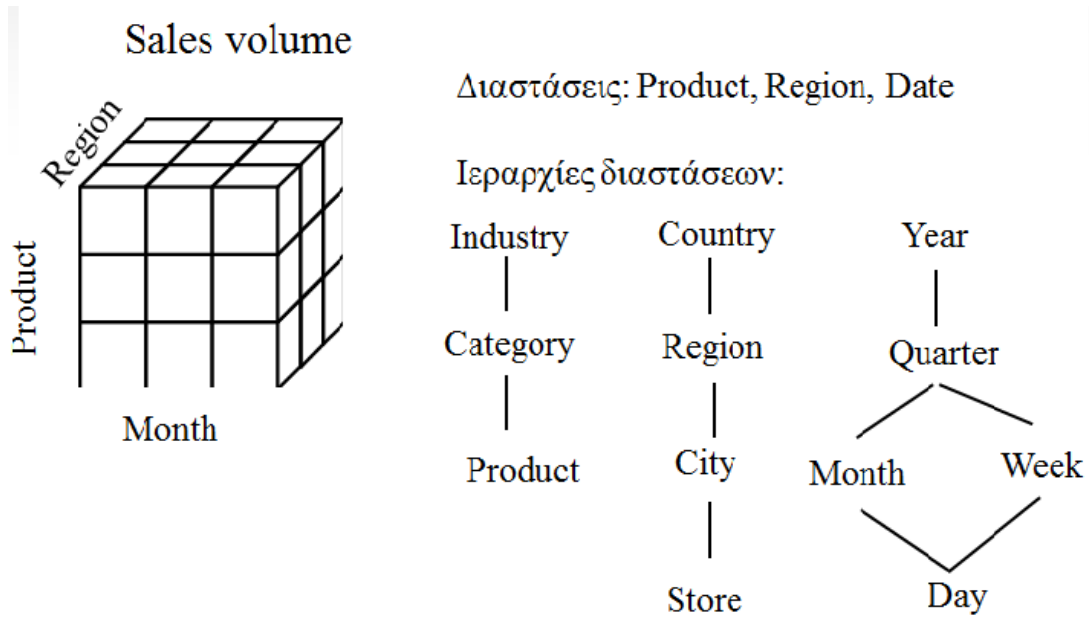 Sales volume
Region
Product
Month
Διαστάσεις: Product, Region, Date
Ιεραρχίες διαστάσεων:
Industry Country Year
Category Region Quarter
Product City Month Week
Store Day